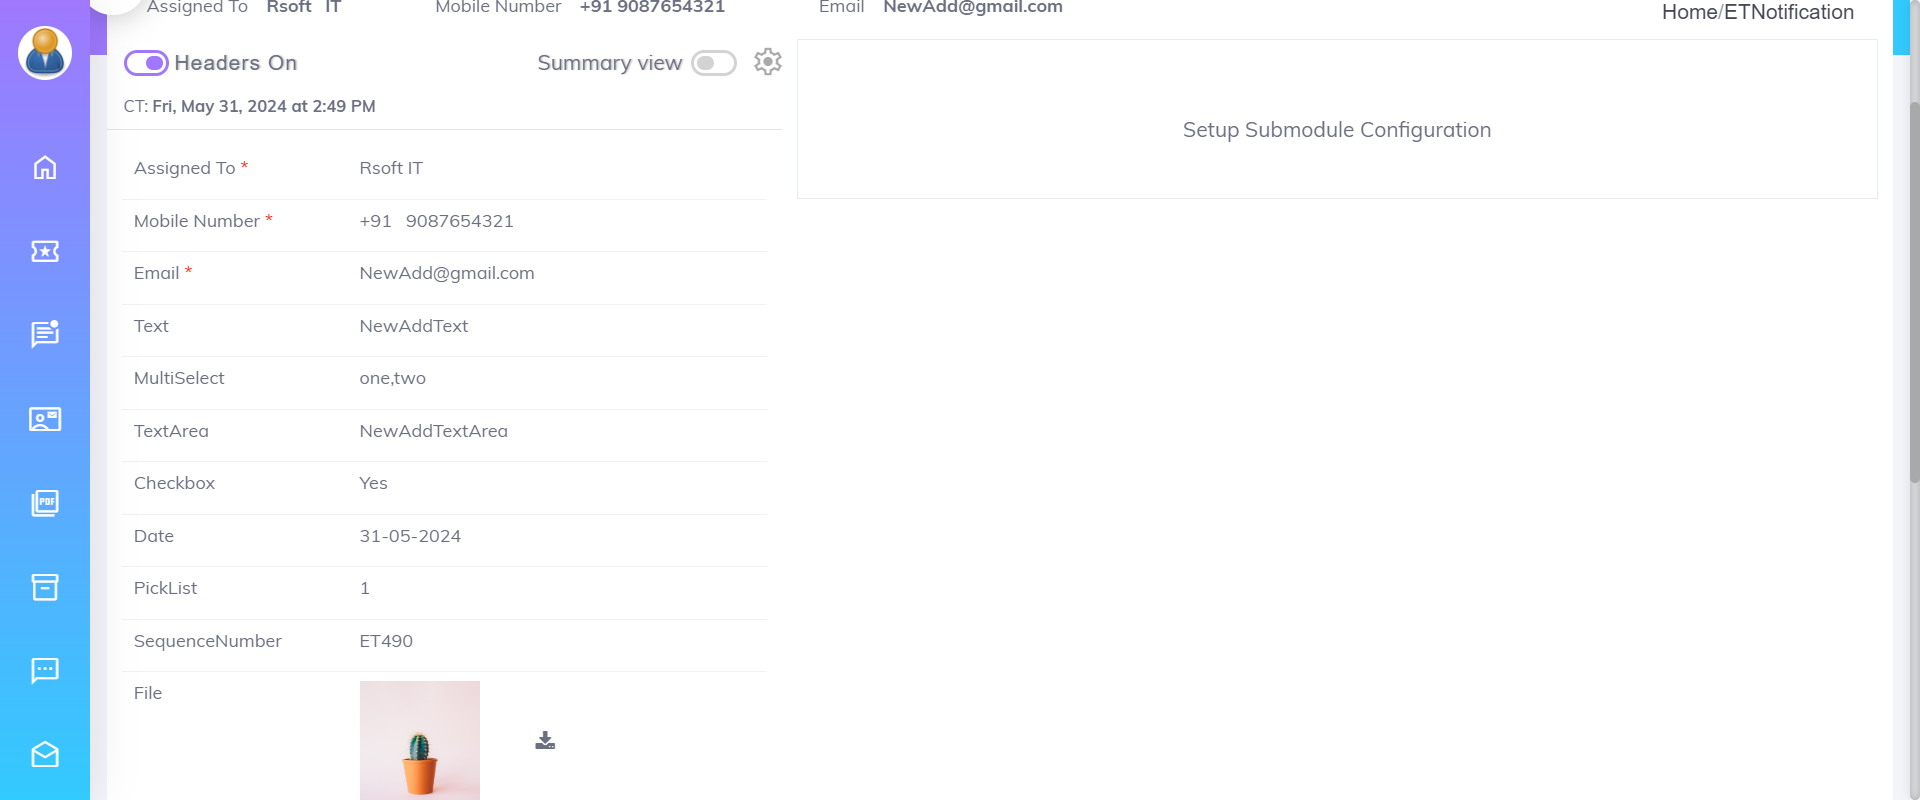 Assigned To Rsoft IT Mobile Number +91 9087654321 Email NewAdd@gmail.com
Home/ETNotification
Headers On Summary view
CT: Fri, May 31, 2024 at 2:49 PM
Setup Submodule Configuration
Assigned To * Rsoft IT
Mobile Number * +91 9087654321
Email * NewAdd@gmail.com
Text NewAddText
MultiSelect one,two
TextArea NewAddTextArea
Checkbox Yes
Date 31-05-2024
PickList 1
SequenceNumber ET490
File
PDF